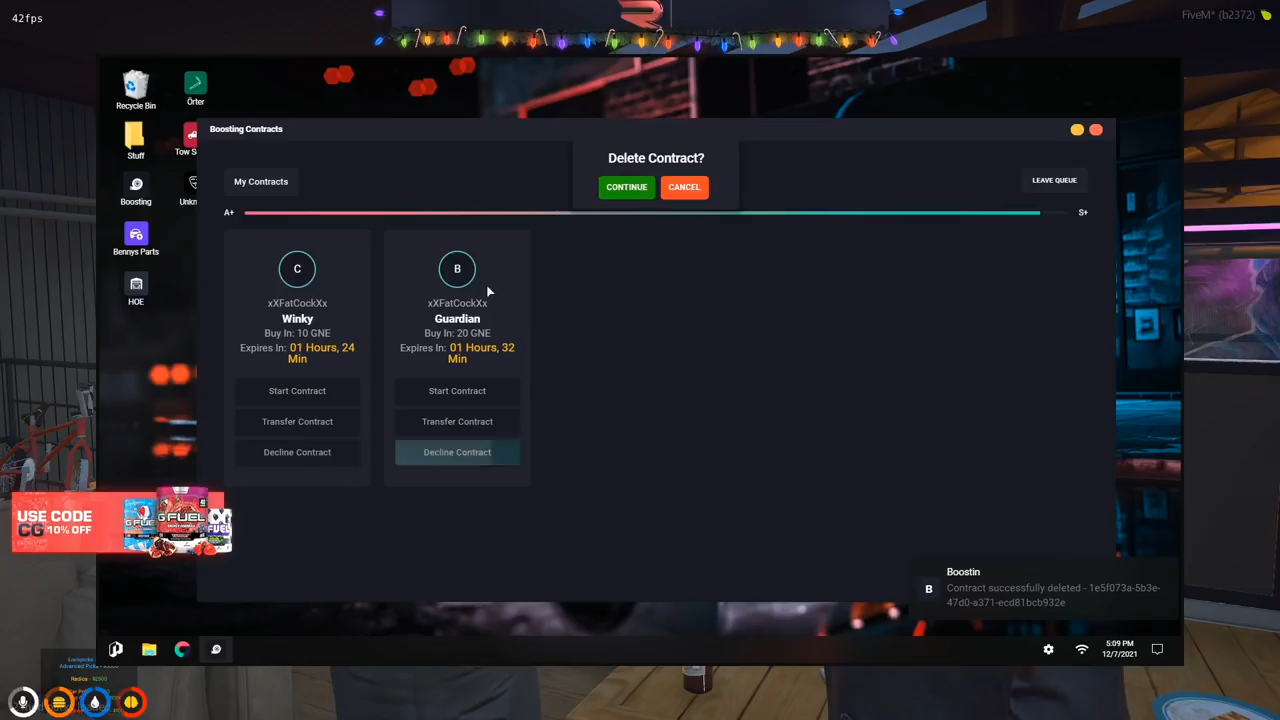 42fps
FiveM* (b2372)
Recycle Bin
Örter
Stuff
Tow S
Boosting
Unkn
Bennys Parts
HOE
Boosting Contracts
Delete Contract?
CONTINUE
CANCEL
My Contracts
LEAVE QUEUE
A+
S+
C
xXFatCockXx
Winky
Buy In: 10 GNE
Expires In: 01 Hours, 24
Min
Start Contract
Transfer Contract
Decline Contract
B
xXFatCockXx
Guardian
Buy In: 20 GNE
Expires In: 01 Hours, 32
Min
Start Contract
Transfer Contract
Decline Contract
USE CODE
CG 10% OFF
G FUEL
B
Boostin
Contract successfully deleted - 1e5f073a-5b3e-
47d0-a371-ecd81bcb932e
5:09 PM
12/7/2021
Advanced Picks
Radios